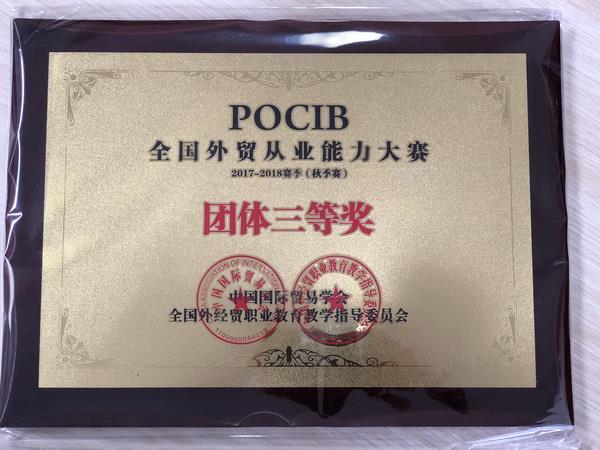 POCIB
全国外贸从业能力大赛
2017-2018赛季（秋季赛）
团体三等奖
中国国际贸易学会
全国外经贸职业教育教学指导委员会